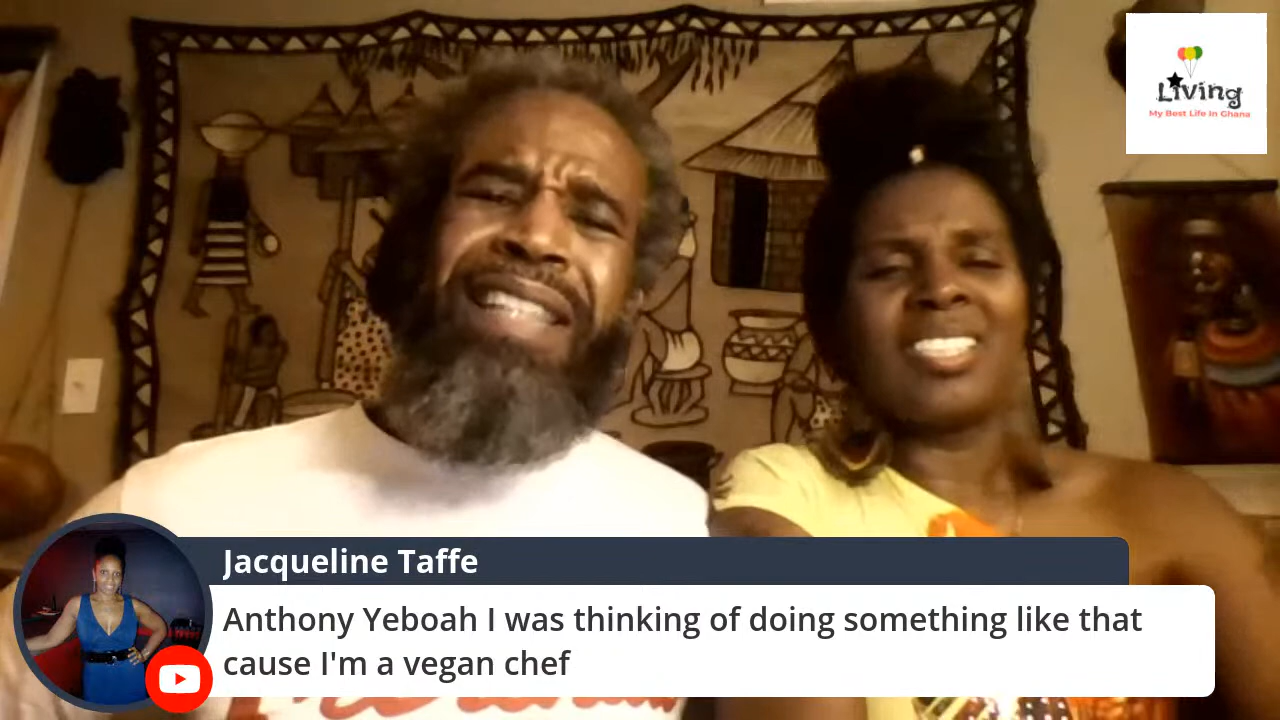 Living
My Best Life In Ghana
Jacqueline Taffe
Anthony Yeboah I was thinking of doing something like that
cause I'm a vegan chef